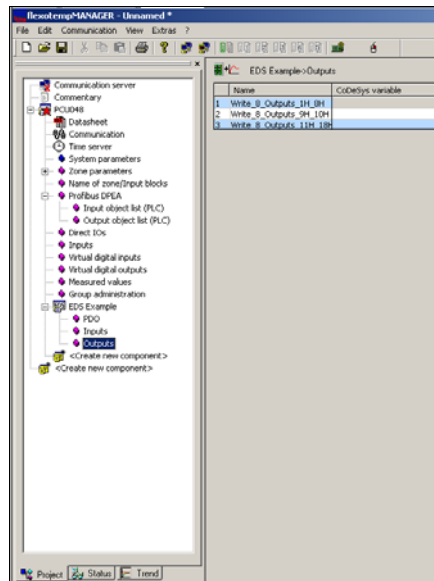 flexotempMANAGER - Unnamed *
File Edit Communication View Extras ?
EDS Example->Outputs
Name CoDeSys variable
1 Write_8_Outputs_1H_8H
2 Write_8_Outputs_9H_10H
3 Write_8_Outputs_11H_18H
Communication server
Commentary
PCU048
Datasheet
Communication
Time server
System parameters
Zone parameters
Name of zone/Input blocks
Profibus DPEA
Input object list (PLC)
Output object list (PLC)
Direct IOs
Inputs
Virtual digital inputs
Virtual digital outputs
Measured values
Group administration
EDS Example
PDO
Inputs
Outputs
<Create new component>
<Create new component>
Project Status Trend